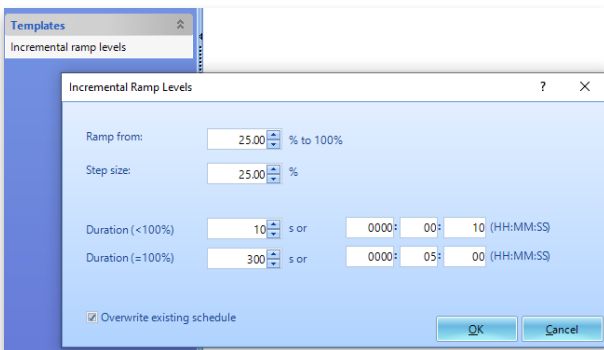 Templates
Incremental ramp levels
Incremental Ramp Levels ? ×
Ramp from: 25.00 % to 100%
Step size: 25.00 %
Duration (<100%) 10 s or 0000: 00: 10 (HH:MM:SS)
Duration (=100%) 300 s or 0000: 05: 00 (HH:MM:SS)
Overwrite existing schedule
OK Cancel